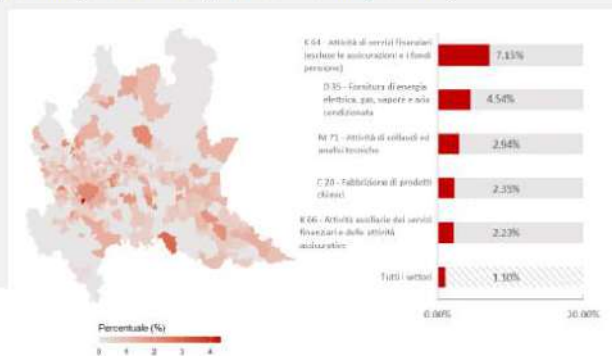 K 64 - Attività di servizi finanziari
(escluse le assicurazioni e i fondi
pensione)
7.15%
D 35 - Fornitura di energia
elettrica, gas, vapore e aria
condizionata
4.54%
M 71 - Attività di collaudi ed
analisi tecniche
2.94%
C 20 - Fabbricazione di prodotti
chimici
2.35%
K 66 - Attività ausiliarie dei servizi
finanziari e delle attività
assicurative
2.23%
Tutti i settori
1.10%
0.00%
20.00%
Percentuale (%)
0 1 2 3 4